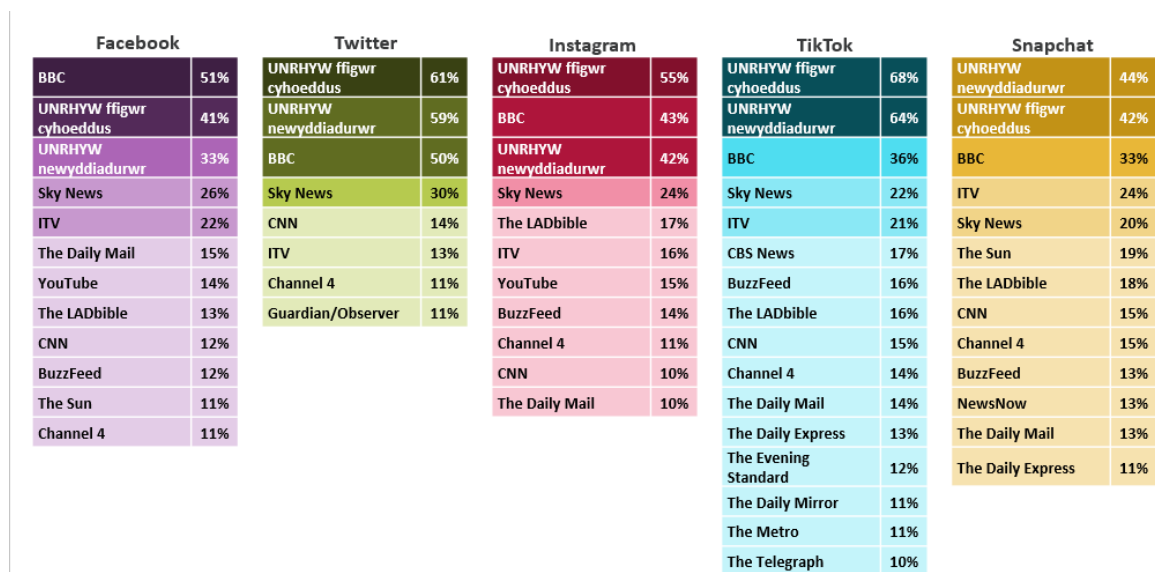 Facebook
BBC 51%
UNRHYW ffigwr
cyhoeddus 41%
UNRHYW
newyddiadurwr 33%
Sky News 26%
ITV 22%
The Daily Mail 15%
YouTube 14%
The LADbible 13%
CNN 12%
BuzzFeed 12%
The Sun 11%
Channel 4 11%
Twitter
UNRHYW ffigwr
cyhoeddus 61%
UNRHYW
newyddiadurwr 59%
BBC 50%
Sky News 30%
CNN 14%
ITV 13%
Channel 4 11%
Guardian/Observer 11%
Instagram
UNRHYW ffigwr
cyhoeddus 55%
BBC 43%
UNRHYW
newyddiadurwr 42%
Sky News 24%
The LADbible 17%
ITV 16%
YouTube 15%
BuzzFeed 14%
Channel 4 11%
CNN 10%
The Daily Mail 10%
TikTok
UNRHYW ffigwr
cyhoeddus 68%
UNRHYW
newyddiadurwr 64%
BBC 36%
Sky News 22%
ITV 21%
CBS News 17%
BuzzFeed 16%
The LADbible 16%
CNN 15%
Channel 4 14%
The Daily Mail 14%
The Daily Express 13%
The Evening
Standard 12%
The Daily Mirror 11%
The Metro 11%
The Telegraph 10%
Snapchat
UNRHYW
newyddiadurwr 44%
UNRHYW ffigwr
cyhoeddus 42%
BBC 33%
ITV 24%
Sky News 20%
The Sun 19%
The LADbible 18%
CNN 15%
Channel 4 15%
BuzzFeed 13%
NewsNow 13%
The Daily Mail 13%
The Daily Express 11%